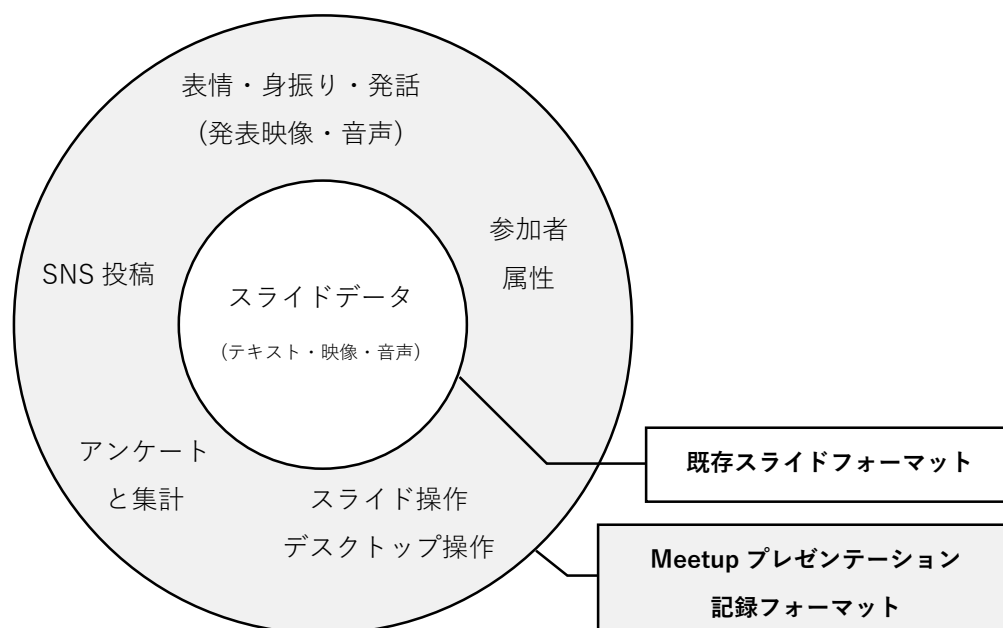 表情・身振り・発話
(発表映像・音声)
参加者
属性
SNS 投稿
スライドデータ
(テキスト・映像・音声)
アンケート
と集計
スライド操作
デスクトップ操作
既存スライドフォーマット
Meetup プレゼンテーション
記録フォーマット